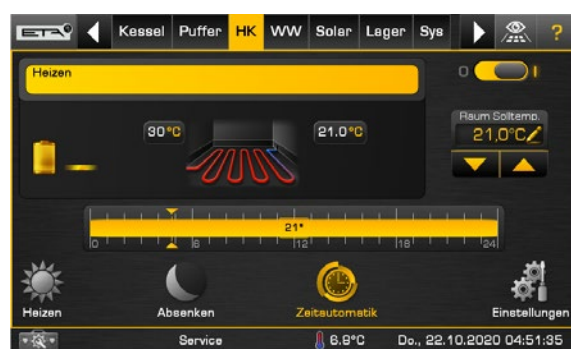 ETA Kessel Puffer HK WW Solar Lager Sys ?
Heizen
O I
Raum Solltemp.
30°C 21.0°C 21,0°C
21°
0 6 12 18 24
Heizen Absenken Zeitautomatik Einstellungen
Service 6.9°C Do., 22.10.2020 04:51:35